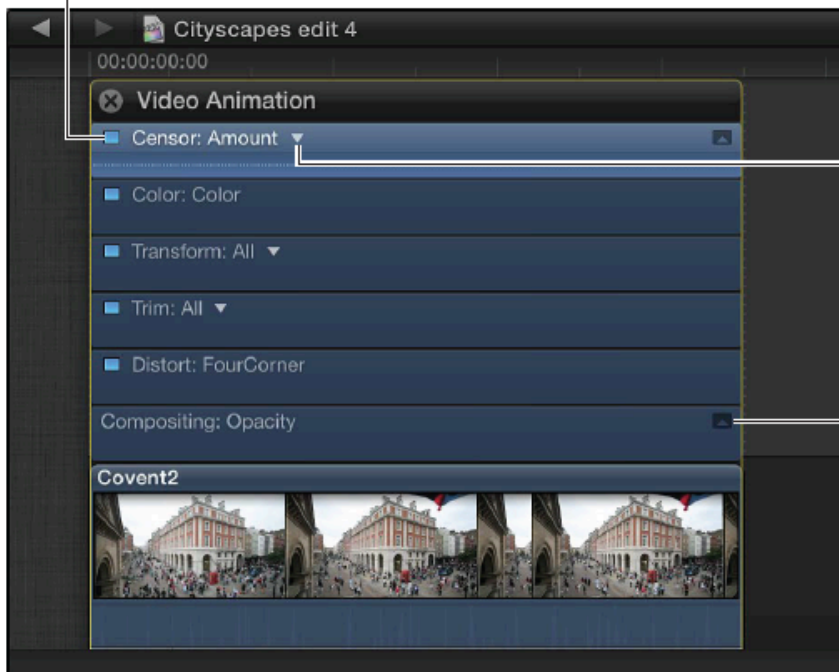 Cityscapes edit 4
00:00:00:00
Video Animation
Censor: Amount
Color: Color
Transform: All
Trim: All
Distort: FourCorner
Compositing: Opacity
Covent2